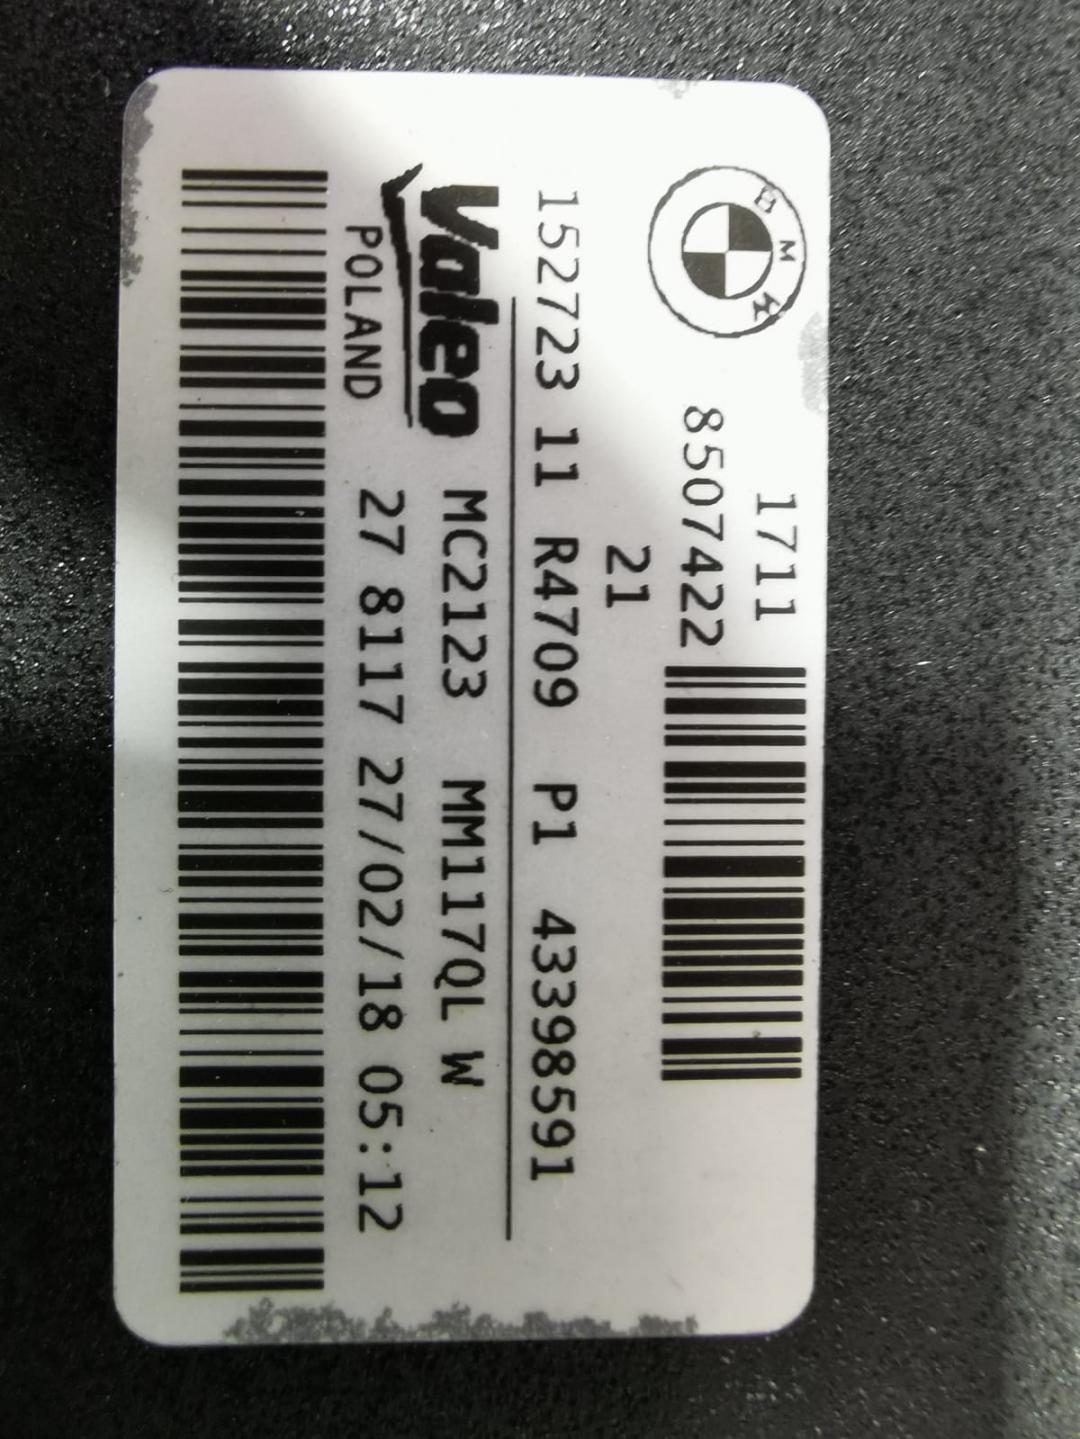 BMW
1711
8507422
21
152723 11 R4709 P1 43398591
Valeo MC2123 MM117QL W
POLAND 27 8117 27/02/18 05:12